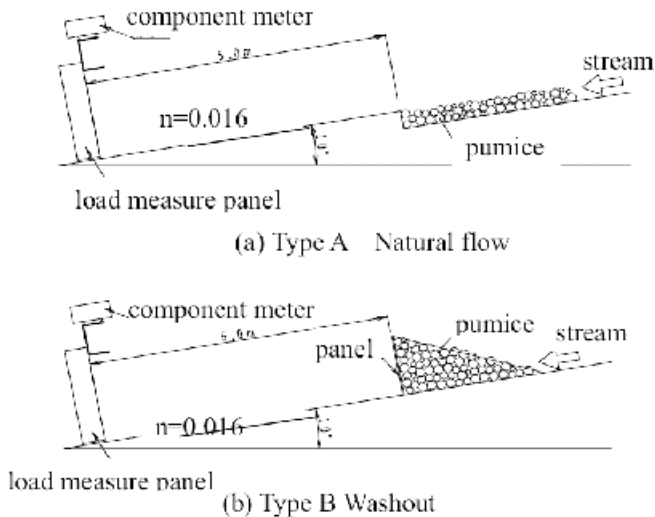 component meter
stream
n=0.016
pumice
load measure panel
(a) Type A Natural flow
component meter
pumice
stream
panel
n=0.016
load measure panel
(b) Type B Washout